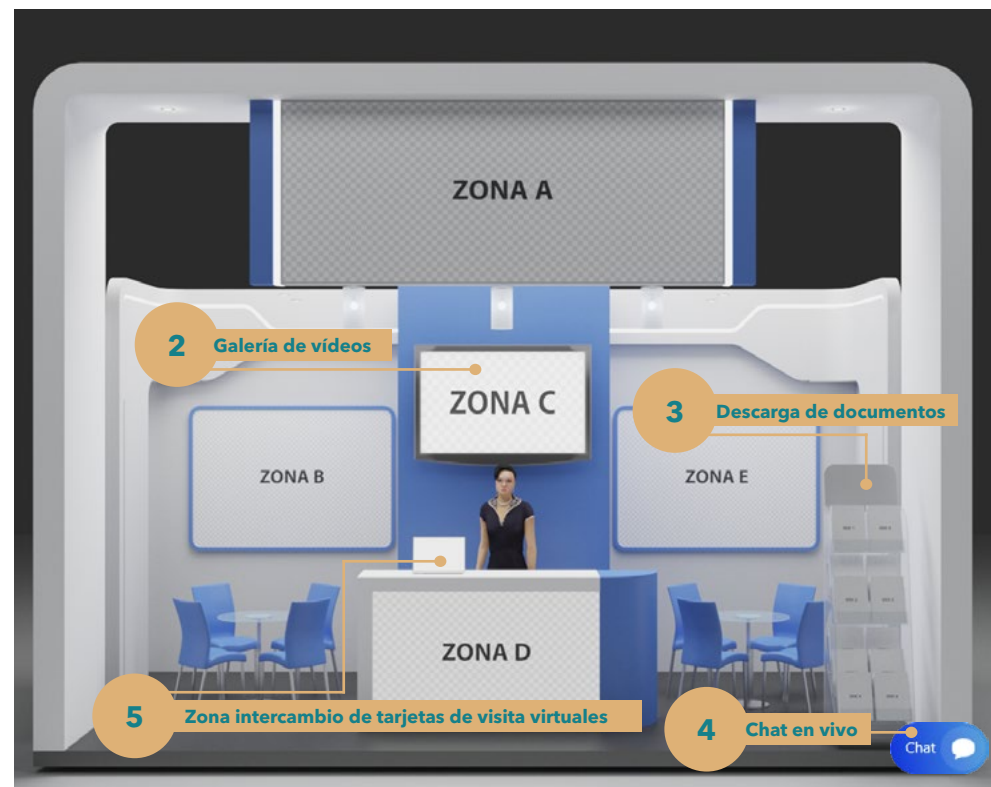 ZONA A
2 Galería de vídeos
ZONA C
3 Descarga de documentos
ZONA B
ZONA E
ZONA D
5 Zona intercambio de tarjetas de visita virtuales
4 Chat en vivo
Chat